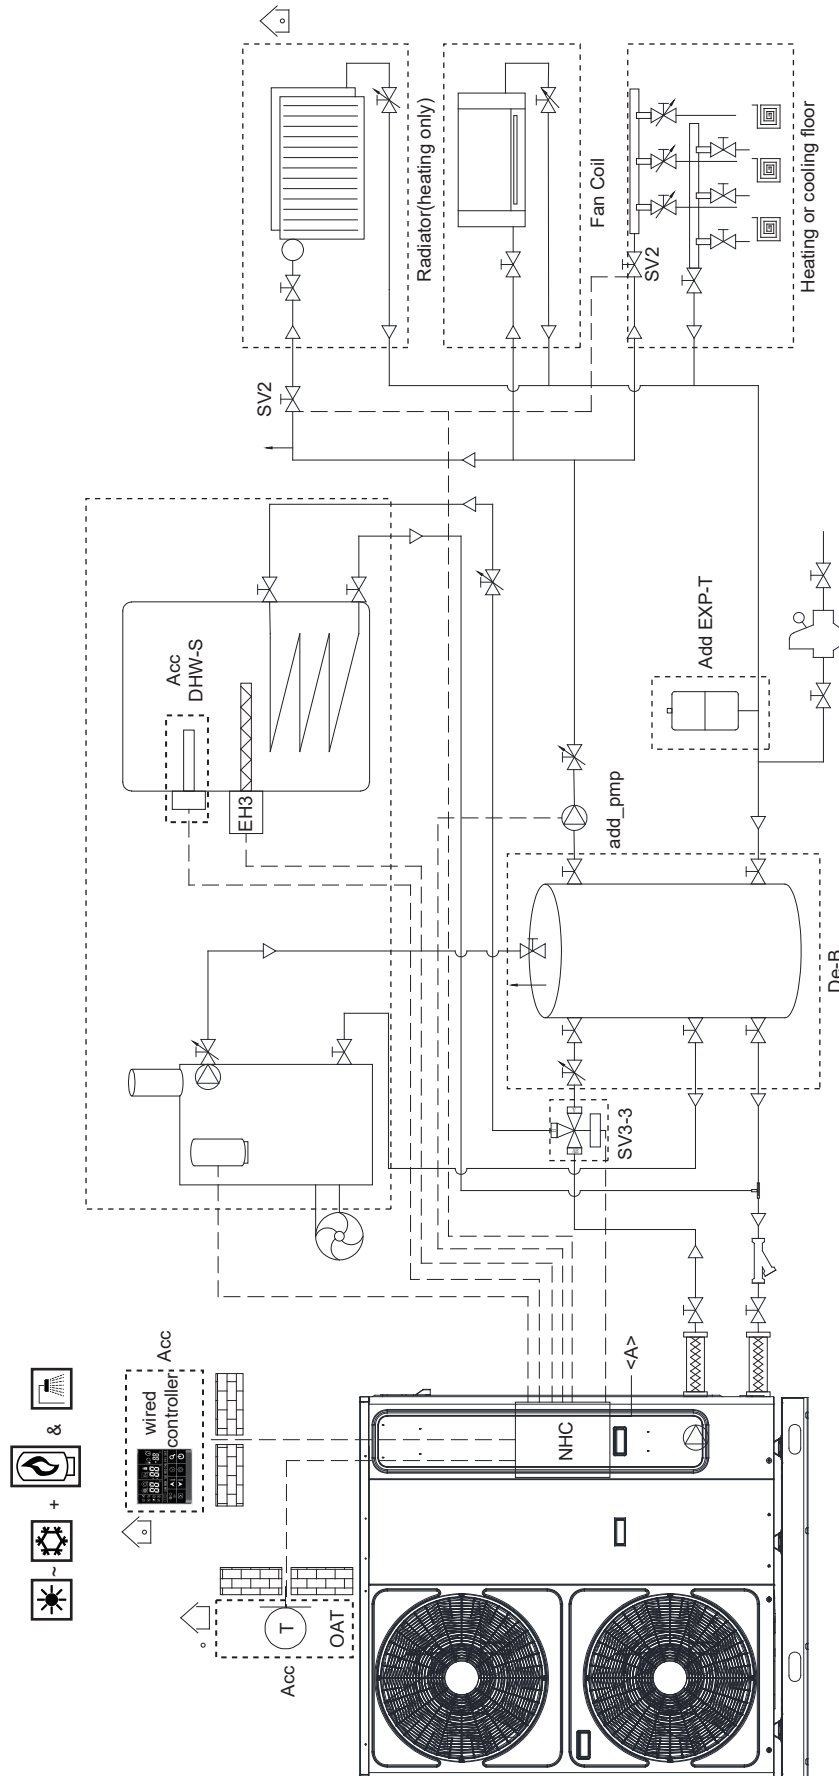 SV2
Radiator(heating only)
Fan Coil
SV2
Heating or cooling floor
Acc
DHW-S
EH3
Add EXP-T
add_pmp
SV3-3
Acc
wired
controller
&
+
~
<A>
NHC
T
OAT
Acc